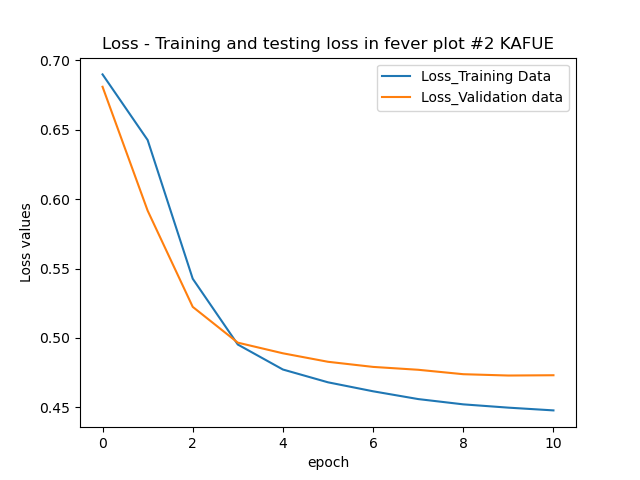 Loss - Training and testing loss in fever plot #2 KAFUE
Loss_Training Data
Loss_Validation data
Loss values
0.70
0.65
0.60
0.55
0.50
0.45
0 2 4 6 8 10
epoch